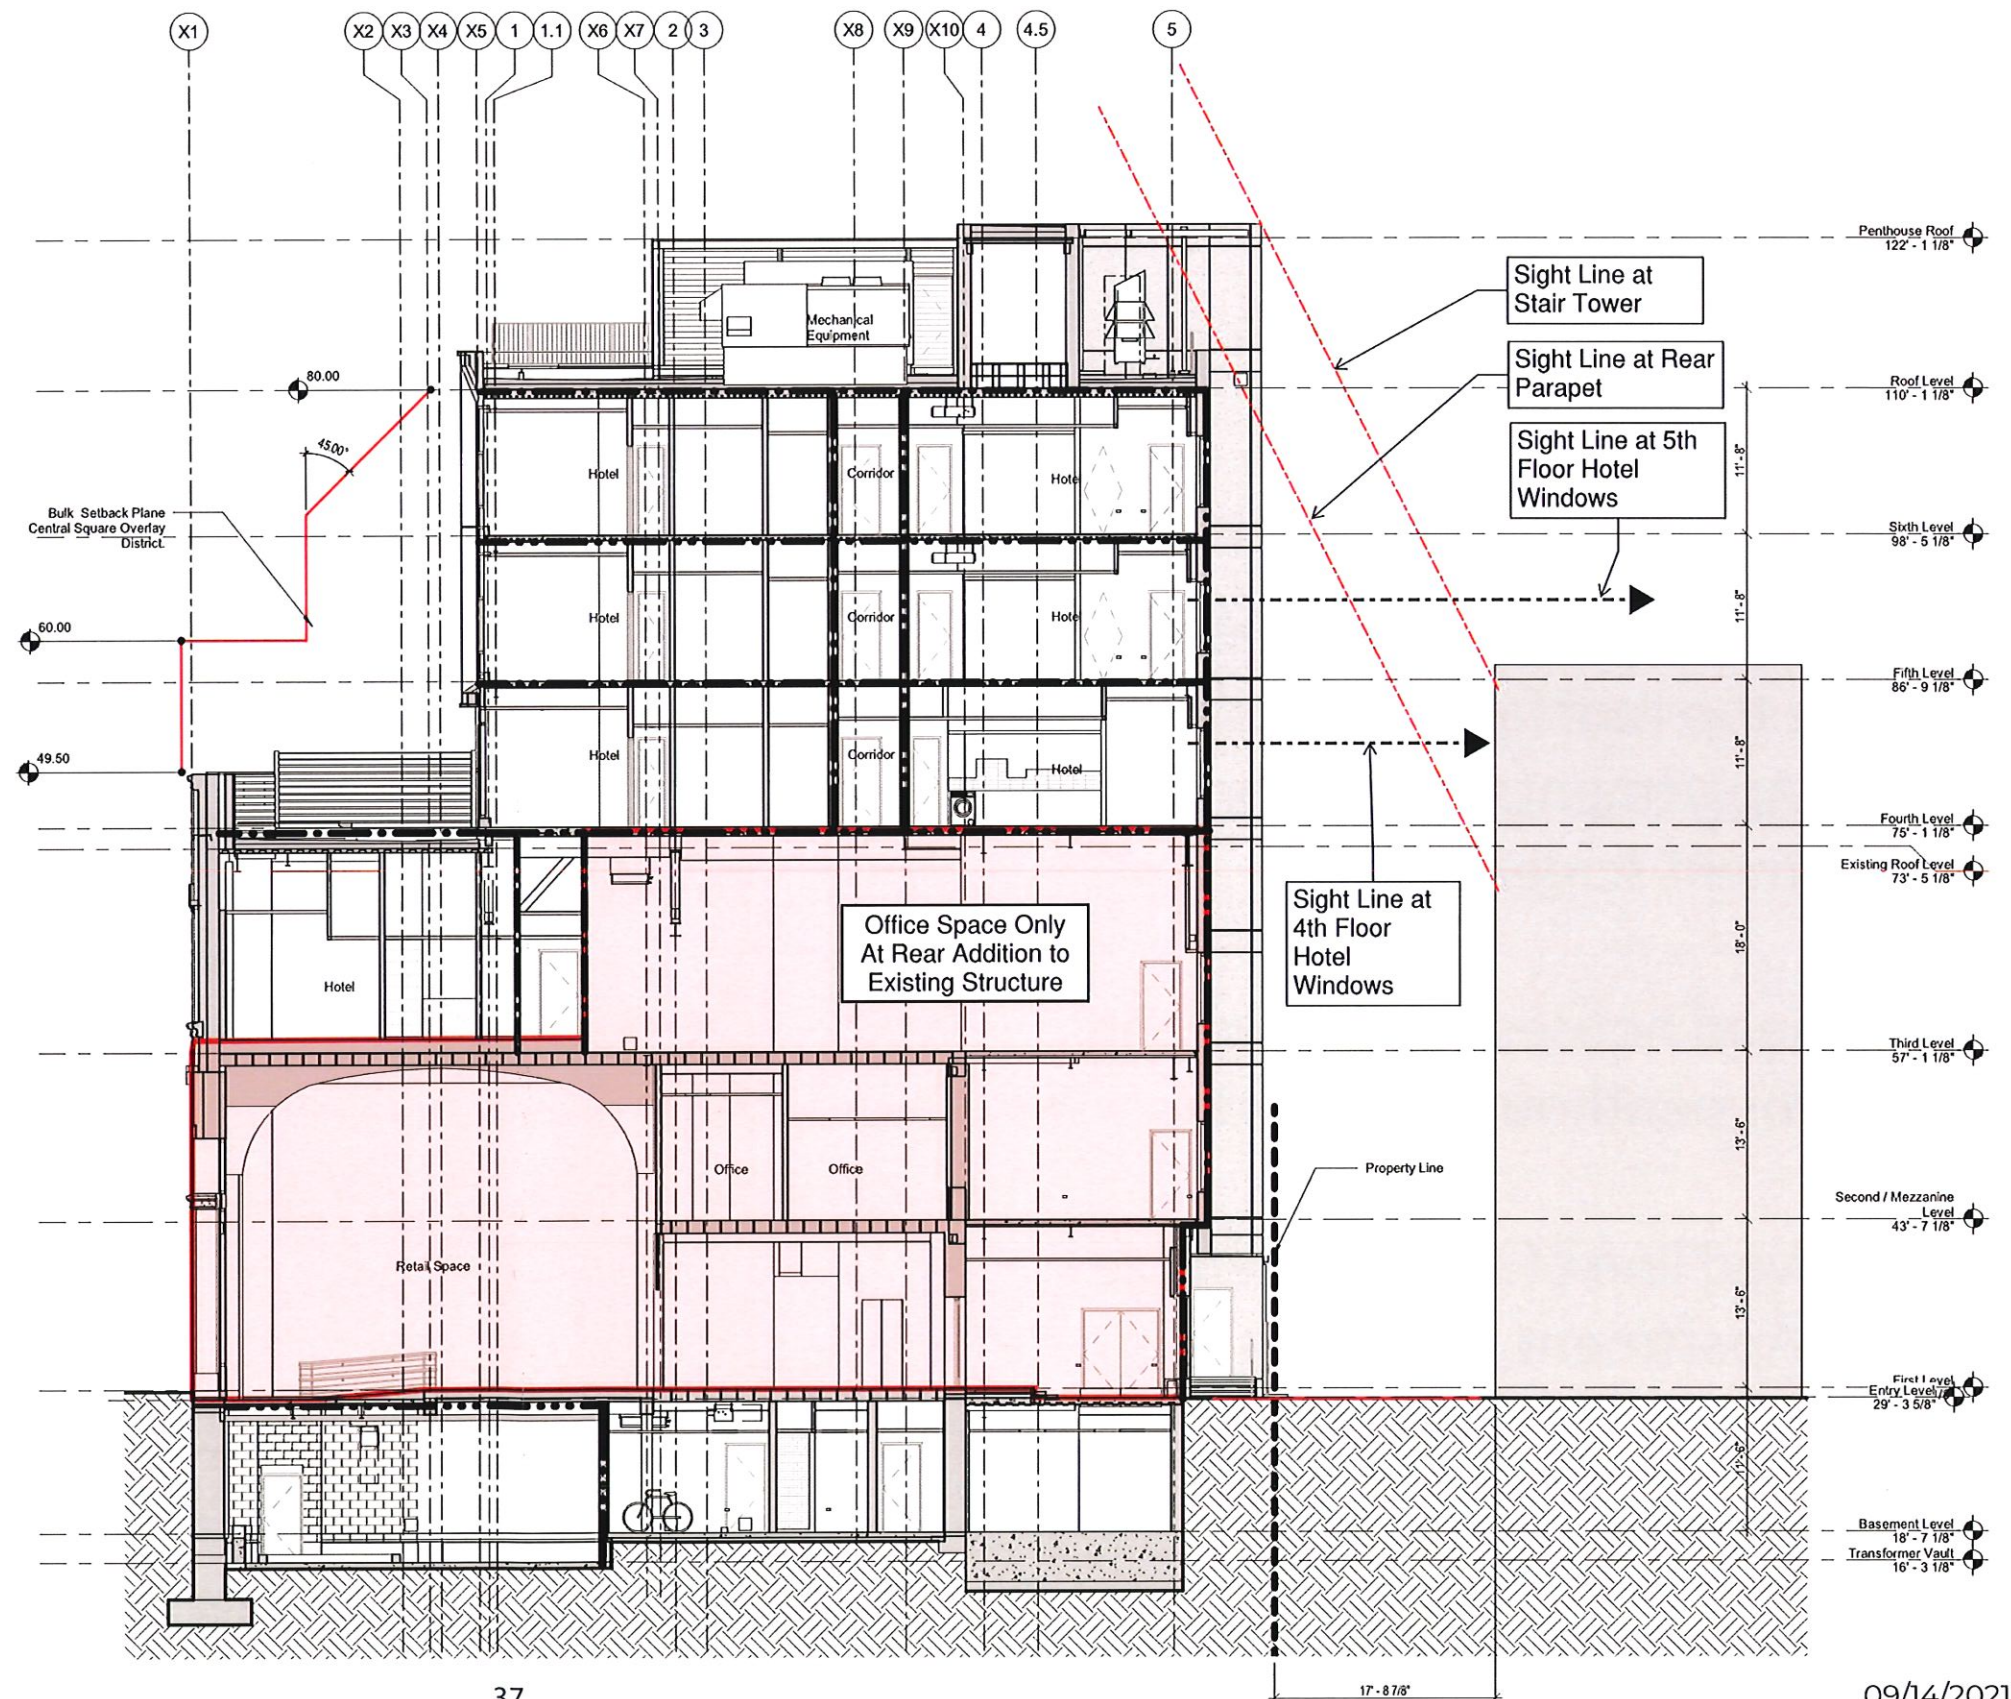 X1 X2 X3 X4 X5 1 1.1 X6 X7 2 3 X8 X9 X10 4 4.5 5
Penthouse Roof
122' - 1 1/8"
Sight Line at
Stair Tower
Mechanical
Equipment
Sight Line at Rear
Parapet
80.00
Roof Level
110' - 1 1/8"
45.00°
Sight Line at 5th
Floor Hotel
Windows
11' - 8"
Hotel
Corridor
Hotel
Bulk Setback Plane
Central Square Overlay
District.
Sixth Level
98' - 5 1/8"
11' - 8"
Hotel
Corridor
Hotel
60.00
Fifth Level
86' - 9 1/8"
11' - 8"
Hotel
Corridor
Hotel
49.50
Fourth Level
75' - 1 1/8"
Existing Roof Level
73' - 5 1/8"
Sight Line at
4th Floor
Hotel
Windows
Office Space Only
At Rear Addition to
Existing Structure
18' - 0"
Hotel
Third Level
57' - 1 1/8"
13' - 6"
Office
Office
Property Line
Second / Mezzanine
Level
43' - 7 1/8"
Retail Space
13' - 6"
First Level
Entry Level
29' - 3 5/8"
11' - 6"
Basement Level
18' - 7 1/8"
Transformer Vault
16' - 3 1/8"
17' - 8 7/8"
37
09/14/2021